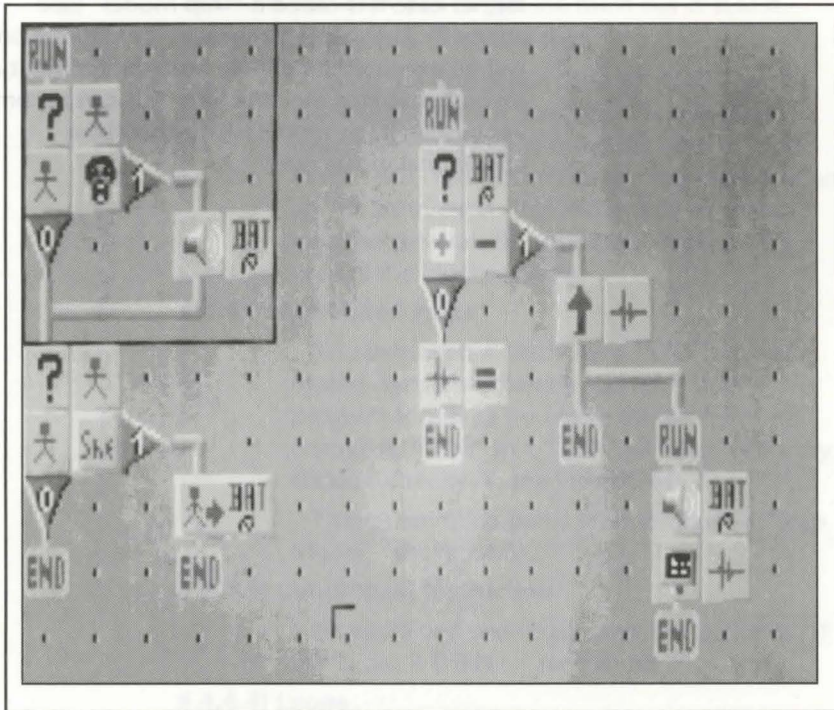 RUN
?
1
0
BAT
?
She
1
0
BAT
END
END
RUN
? BAT
+ -
1
0
=
END
END
RUN
BAT
END